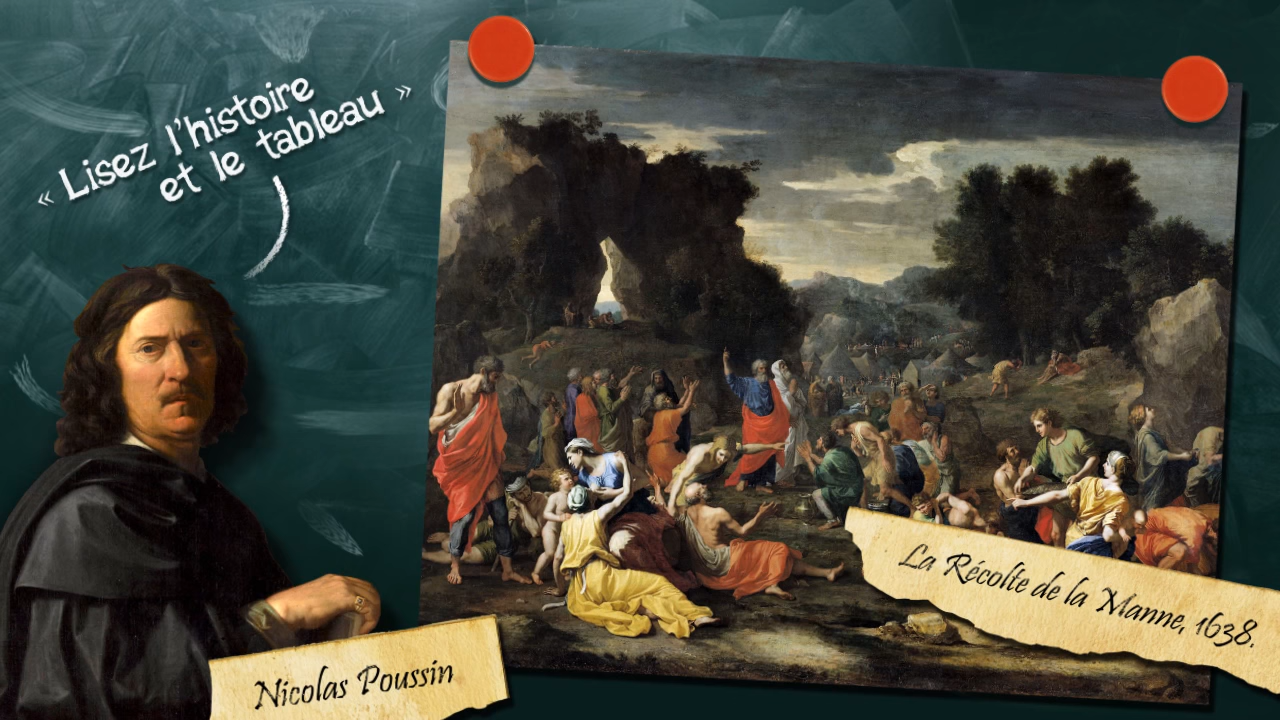 « Lisez l'histoire
et le tableau »
La Récolte de la Manne, 1638.
Nicolas Poussin